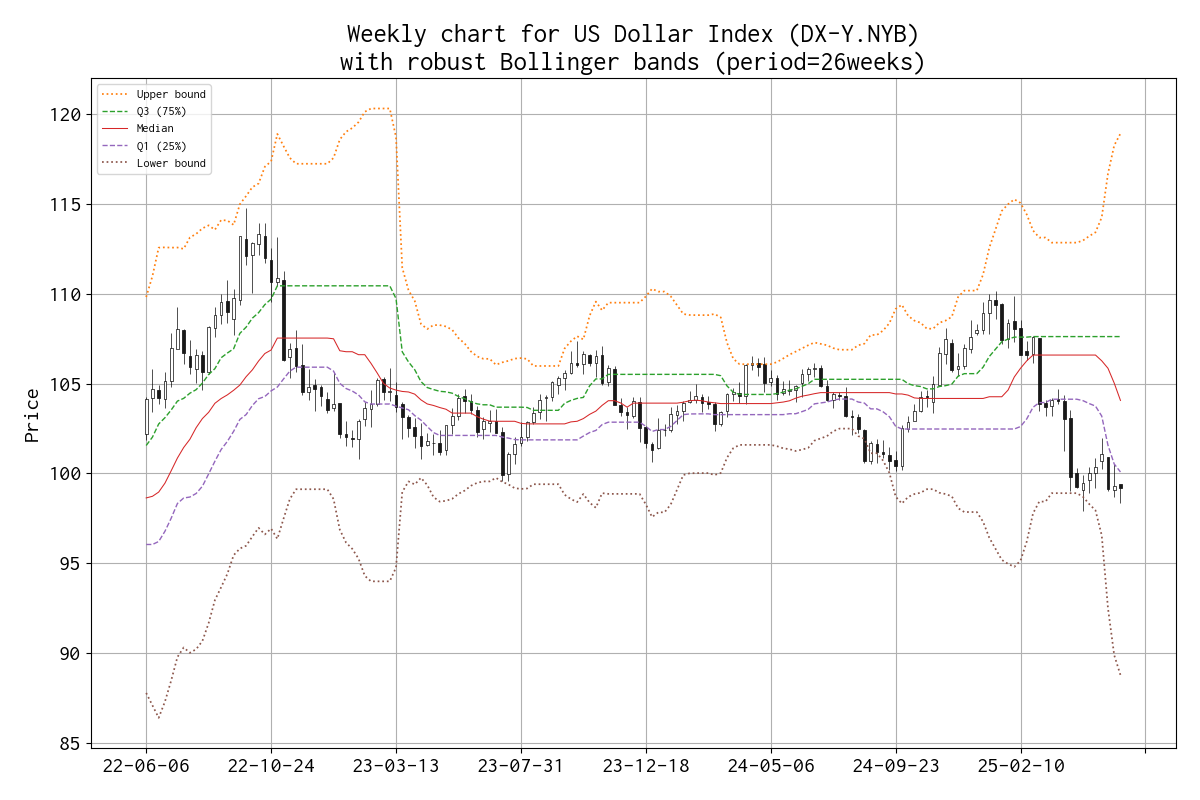 Weekly chart for US Dollar Index (DX-Y.NYB)
with robust Bollinger bands (period=26weeks)
Upper bound
Q3 (75%)
Median
Q1 (25%)
Lower bound
Price
120
115
110
105
100
95
90
85
22-06-06 22-10-24 23-03-13 23-07-31 23-12-18 24-05-06 24-09-23 25-02-10